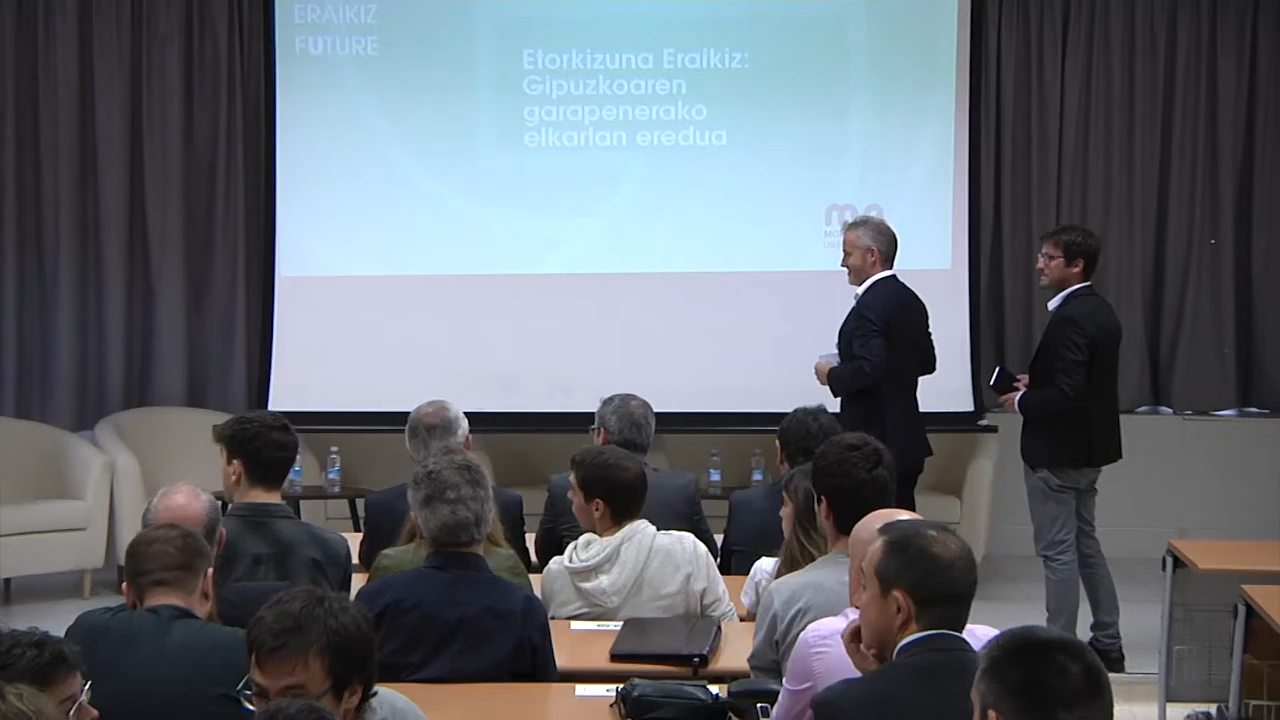 ERAIKIZ
FUTURE
Etorkizuna Eraikiz:
Gipuzkoaren
garapenerako
elkarlan eredua